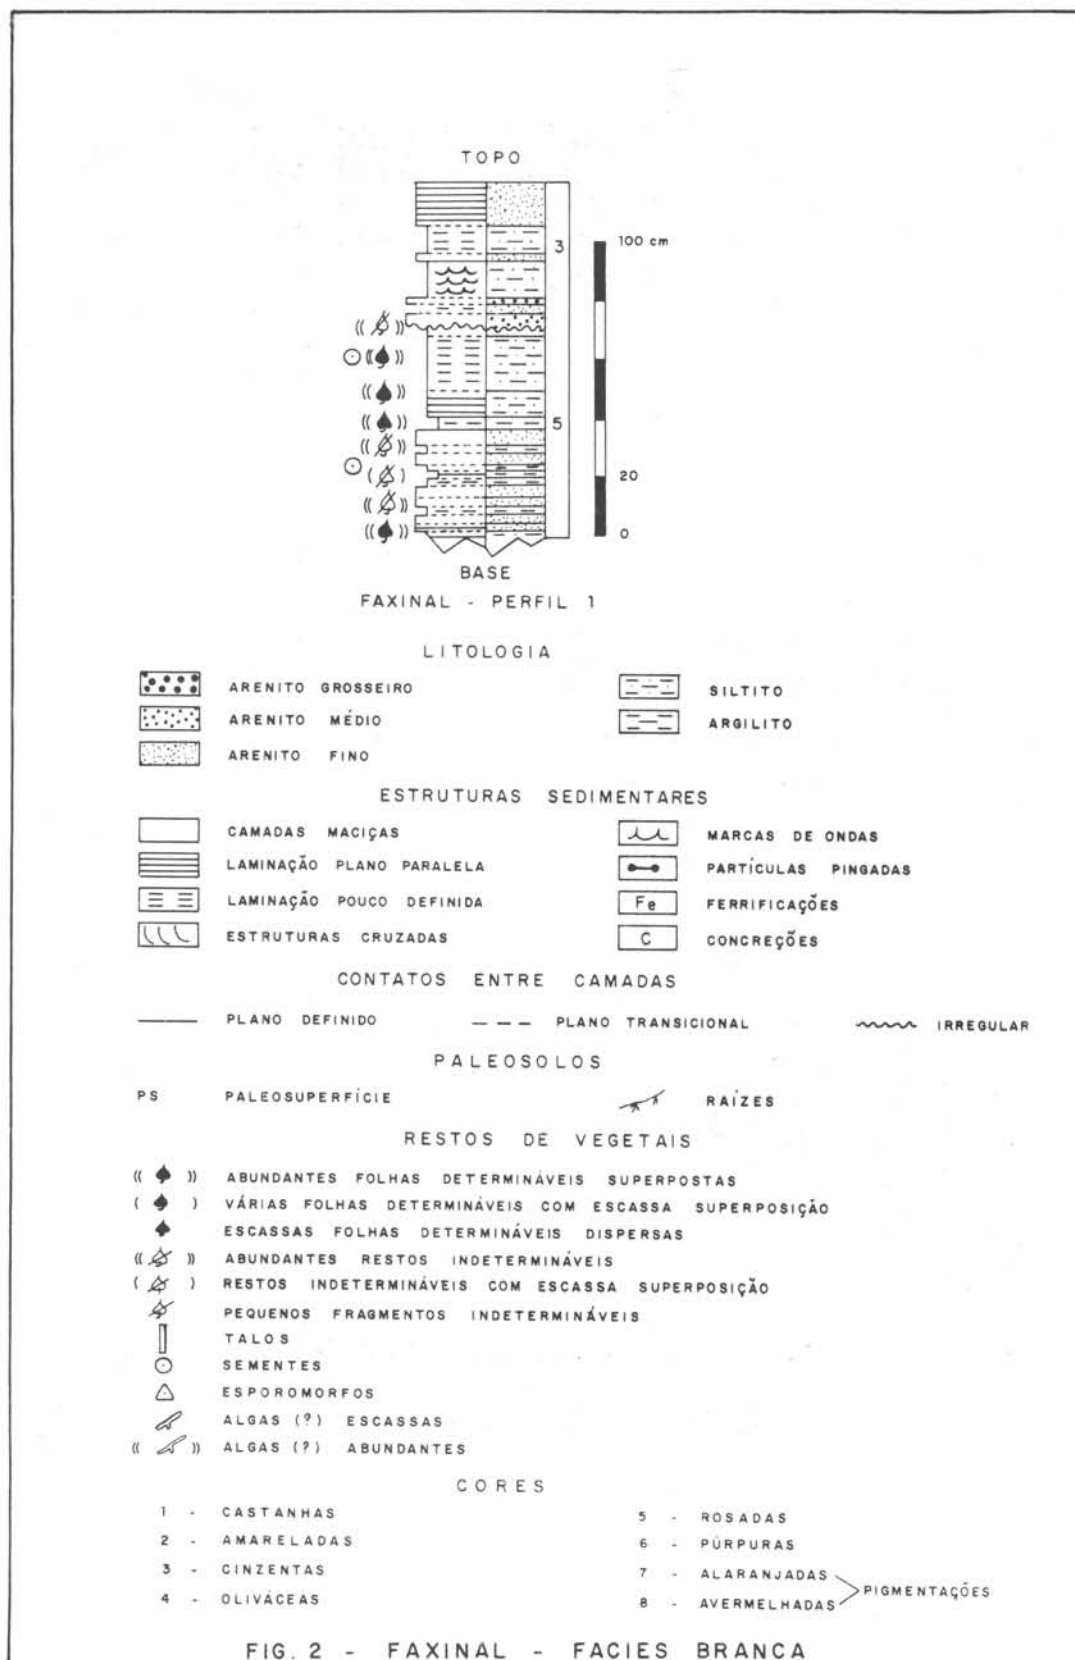 TOPO
3
100 cm
5
20
0
BASE
FAXINAL - PERFIL 1
LITOLOGIA
ARENITO GROSSEIRO
SILTITO
ARENITO MÉDIO
ARGILITO
ARENITO FINO
ESTRUTURAS SEDIMENTARES
CAMADAS MACIÇAS
MARCAS DE ONDAS
LAMINAÇÃO PLANO PARALELA
PARTÍCULAS PINGADAS
LAMINAÇÃO POUCO DEFINIDA
Fe FERRIFICAÇÕES
ESTRUTURAS CRUZADAS
C CONCREÇÕES
CONTATOS ENTRE CAMADAS
PLANO DEFINIDO
PLANO TRANSICIONAL
IRREGULAR
PALEOSOLOS
PS PALEOSUPERFÍCIE
RAÍZES
RESTOS DE VEGETAIS
ABUNDANTES FOLHAS DETERMINÁVEIS SUPERPOSTAS
VÁRIAS FOLHAS DETERMINÁVEIS COM ESCASSA SUPERPOSIÇÃO
ESCASSAS FOLHAS DETERMINÁVEIS DISPERSAS
ABUNDANTES RESTOS INDETERMINÁVEIS
RESTOS INDETERMINÁVEIS COM ESCASSA SUPERPOSIÇÃO
PEQUENOS FRAGMENTOS INDETERMINÁVEIS
TALOS
SEMENTES
ESPOROMORFOS
ALGAS (?) ESCASSAS
ALGAS (?) ABUNDANTES
CORES
1 - CASTANHAS
2 - AMARELADAS
3 - CINZENTAS
4 - OLIVÁCEAS
5 - ROSADAS
6 - PÚRPURAS
7 - ALARANJADAS
8 - AVERMELHADAS
PIGMENTAÇÕES
FIG. 2 - FAXINAL - FACIES BRANCA